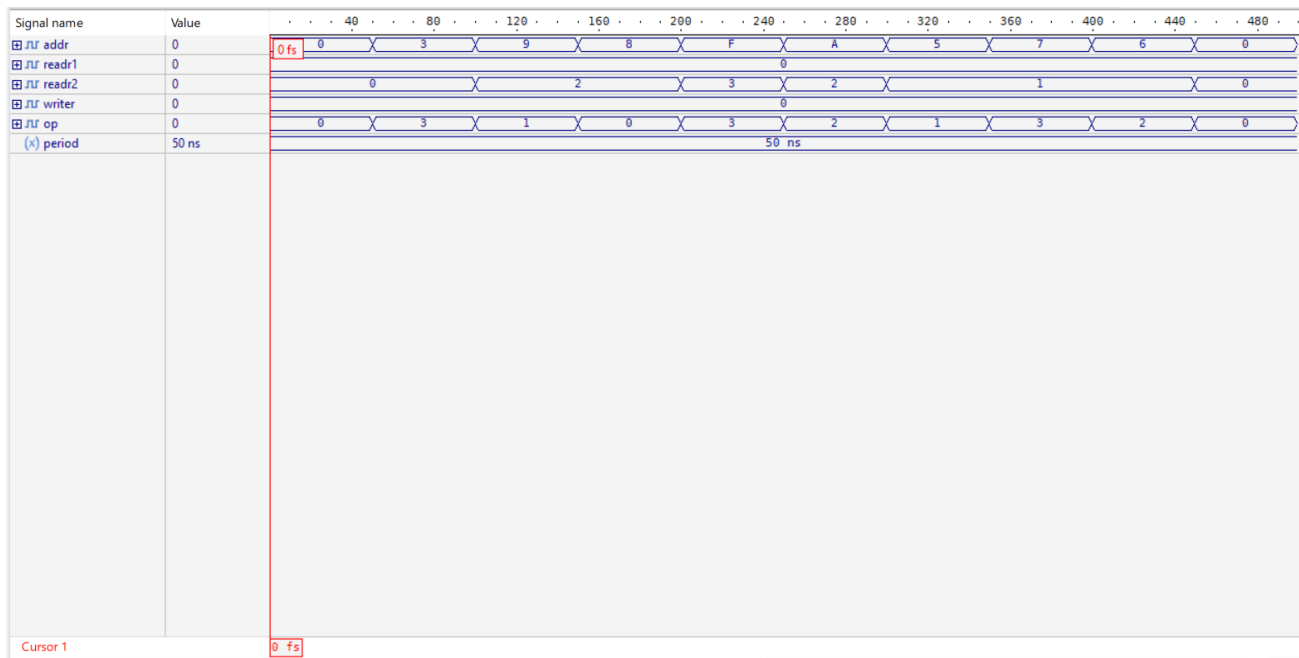 Signal name Value 40 80 120 160 200 240 280 320 360 400 440 480
addr 0 0 fs 0 3 9 8 F A 5 7 6 0
readr1 0 0
readr2 0 0 2 3 2 1 0
writer 0 0
op 0 0 3 1 0 3 2 1 3 2 0
(x) period 50 ns 50 ns
Cursor 1 0 fs